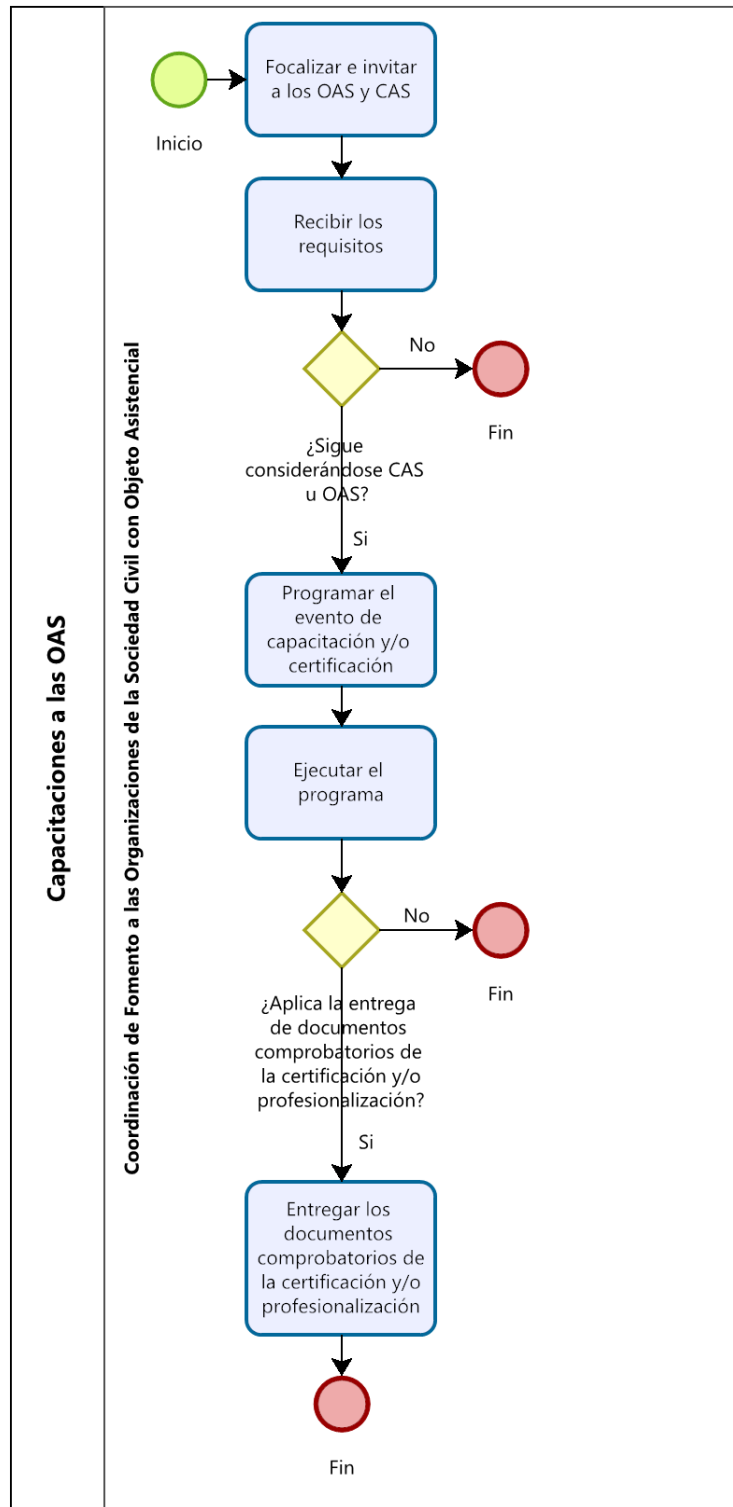 Capacitaciones a las OAS
Coordinación de Fomento a las Organizaciones de la Sociedad Civil con Objeto Asistencial
Inicio
Focalizar e invitar
a los OAS y CAS
Recibir los
requisitos
No
Fin
¿Sigue
considerándose CAS
u OAS?
Si
Programar el
evento de
capacitación y/o
certificación
Ejecutar el
programa
No
Fin
¿Aplica la entrega
de documentos
comprobatorios de
la certificación y/o
profesionalización?
Si
Entregar los
documentos
comprobatorios de
la certificación y/o
profesionalización
Fin